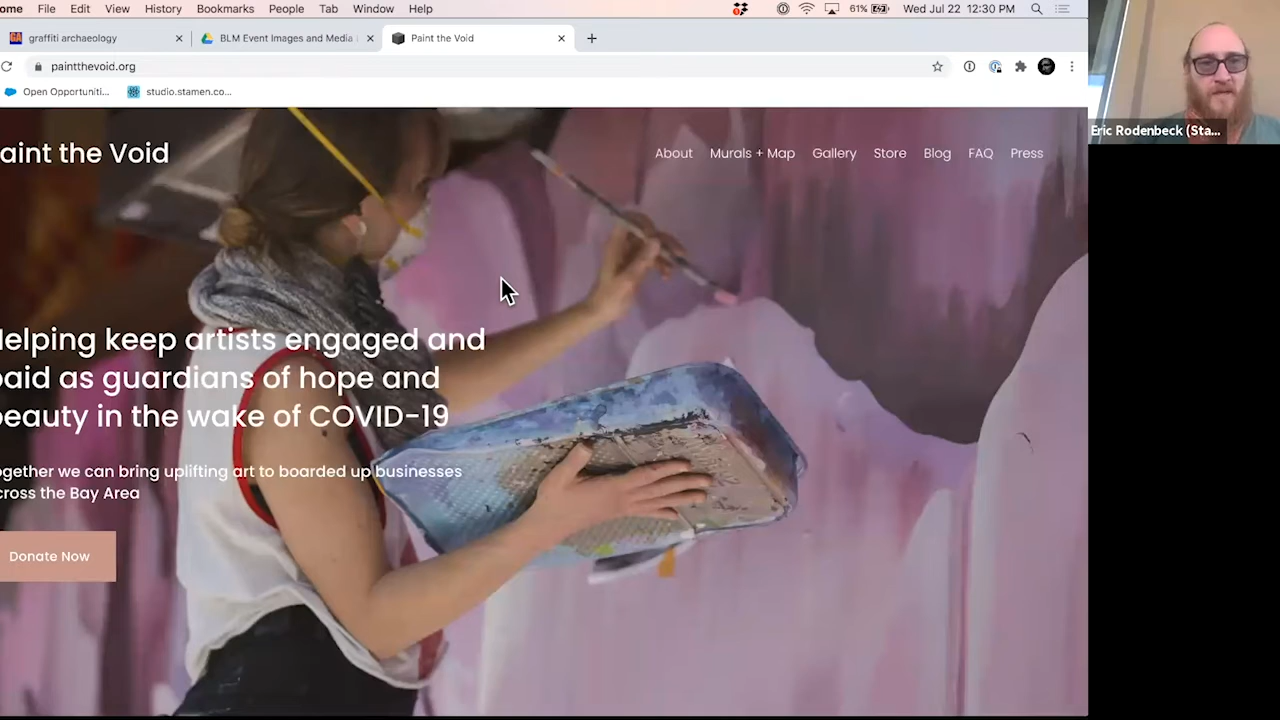 ome File Edit View History Bookmarks People Tab Window Help 61% Wed Jul 22 12:30 PM
graffiti archaeology BLM Event Images and Media Paint the Void
paintthevoid.org
Open Opportuniti... studio.stamen.co...
Eric Rodenbeck (Sta...
aint the Void About Murals + Map Gallery Store Blog FAQ Press
elping keep artists engaged and
paid as guardians of hope and
beauty in the wake of COVID-19
ogether we can bring uplifting art to boarded up businesses
cross the Bay Area
Donate Now